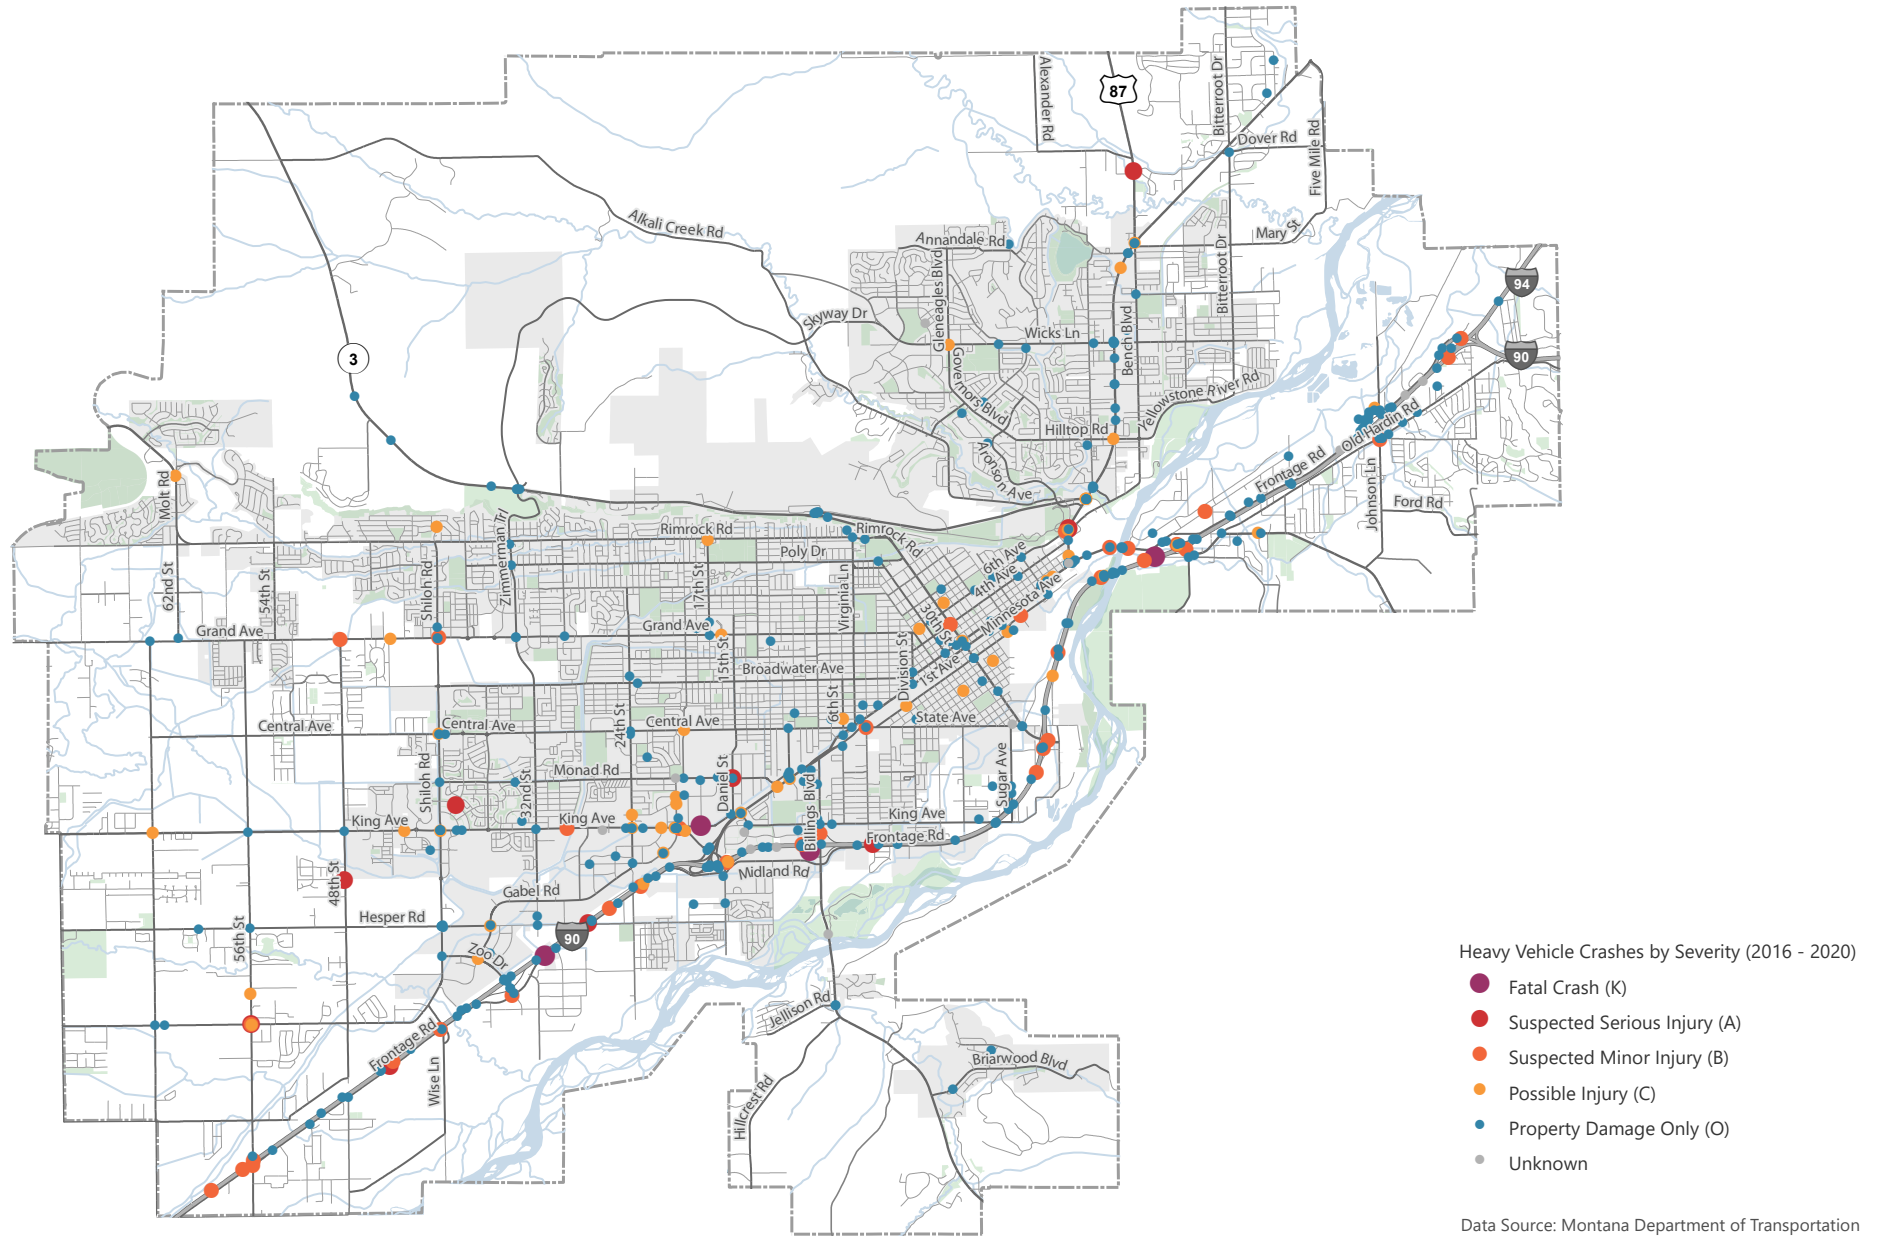 87
Alexander Rd
Bitterroot Dr
Dover Rd
Five Mile Rd
Alkali Creek Rd
Annandale Rd
Mary St
Gleneagles Blvd
Bitterroot Dr
94
Skyway Dr
Wicks Ln
Bench Blvd
3
90
Governors Blvd
Yellowstone River Rd
Hilltop Rd
Old Hardin Rd
Aronson Ave
Frontage Rd
Molt Rd
Johnson Ln
Ford Rd
Zimmerman Trl
Rimrock Rd
Rimrock Rd
Poly Dr
6th Ave
4th Ave
62nd St
54th St
Shiloh Rd
17th St
Virginia Ln
Minnesota Ave
30th St
Grand Ave
Grand Ave
15th St
Division St
1st Ave
Broadwater Ave
6th St
Central Ave
Central Ave
24th St
Central Ave
State Ave
Shiloh Rd
32nd St
Monad Rd
Daniel St
Billings Blvd
Sugar Ave
King Ave
King Ave
King Ave
Frontage Rd
48th St
Gabel Rd
Midland Rd
Hesper Rd
56th St
90
Zoo Dr
Frontage Rd
Jellison Rd
Wise Ln
Hillcrest Rd
Briarwood Blvd
Heavy Vehicle Crashes by Severity (2016 - 2020)
Fatal Crash (K)
Suspected Serious Injury (A)
Suspected Minor Injury (B)
Possible Injury (C)
Property Damage Only (O)
Unknown
Data Source: Montana Department of Transportation